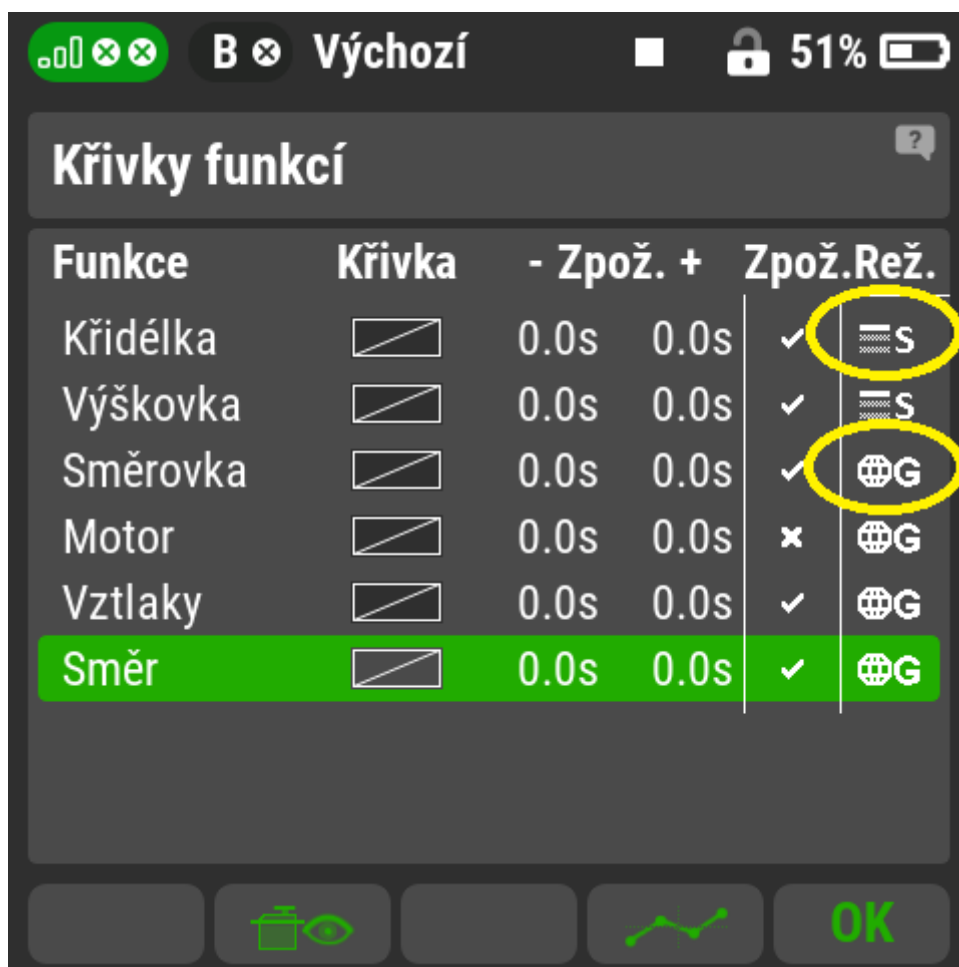 B Výchozí 51%
Křivky funkcí ?
Funkce Křivka - Zpož. + Zpož. Rež.
Křidélka 0.0s 0.0s S
Výškovka 0.0s 0.0s S
Směrovka 0.0s 0.0s G
Motor 0.0s 0.0s G
Vztlaky 0.0s 0.0s G
Směr 0.0s 0.0s G
OK